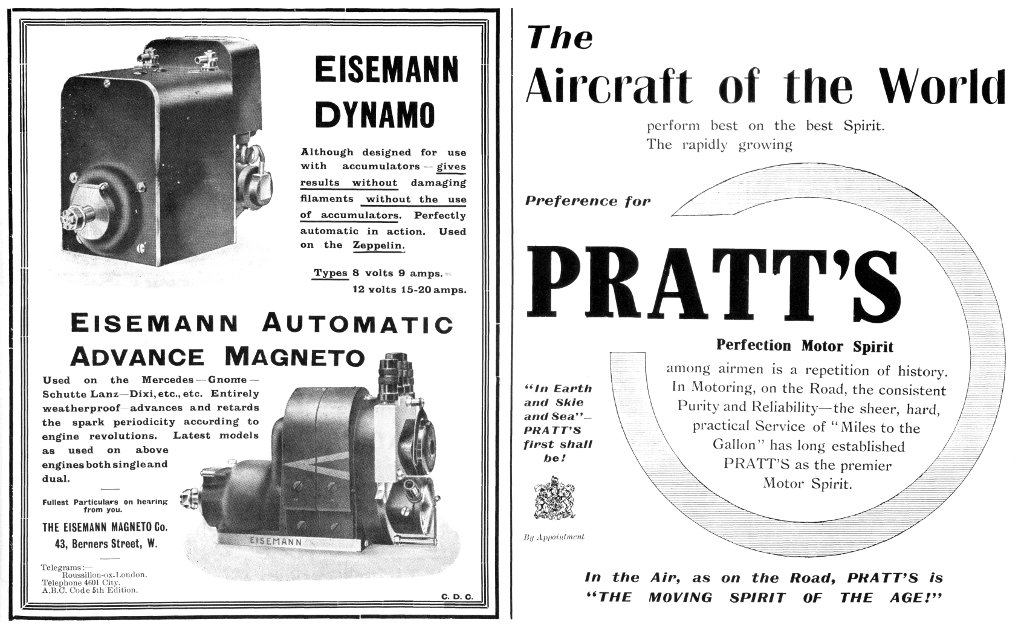 EISEMANN
DYNAMO
Although designed for use
with accumulators — gives
results without damaging
filaments without the use
of accumulators. Perfectly
automatic in action. Used
on the Zeppelin.
Types 8 volts 9 amps.
12 volts 15-20 amps.
EISEMANN AUTOMATIC
ADVANCE MAGNETO
Used on the Mercedes—Gnome—
Schutte Lanz—Dixi, etc., etc. Entirely
weatherproof—advances and retards
the spark periodicity according to
engine revolutions. Latest models
as used on above
engines both single and
dual.
Fullest Particulars on hearing
from you.
THE EISEMANN MAGNETO Co.
43, Berners Street, W.
Telegrams:—
Roussillon-ox-London.
Telephone 4601 City.
A.B.C. Code 5th Edition.
EISEMANN
C. D. C.
The
Aircraft of the World
perform best on the best Spirit.
The rapidly growing
Preference for
PRATT'S
Perfection Motor Spirit
among airmen is a repetition of history.
In Motoring, on the Road, the consistent
Purity and Reliability—the sheer, hard,
practical Service of "Miles to the
Gallon" has long established
PRATT'S as the premier
Motor Spirit.
"In Earth
and Skie
and Sea"—
PRATT'S
first shall
be!
By Appointment
In the Air, as on the Road, PRATT'S is
"THE MOVING SPIRIT OF THE AGE!"